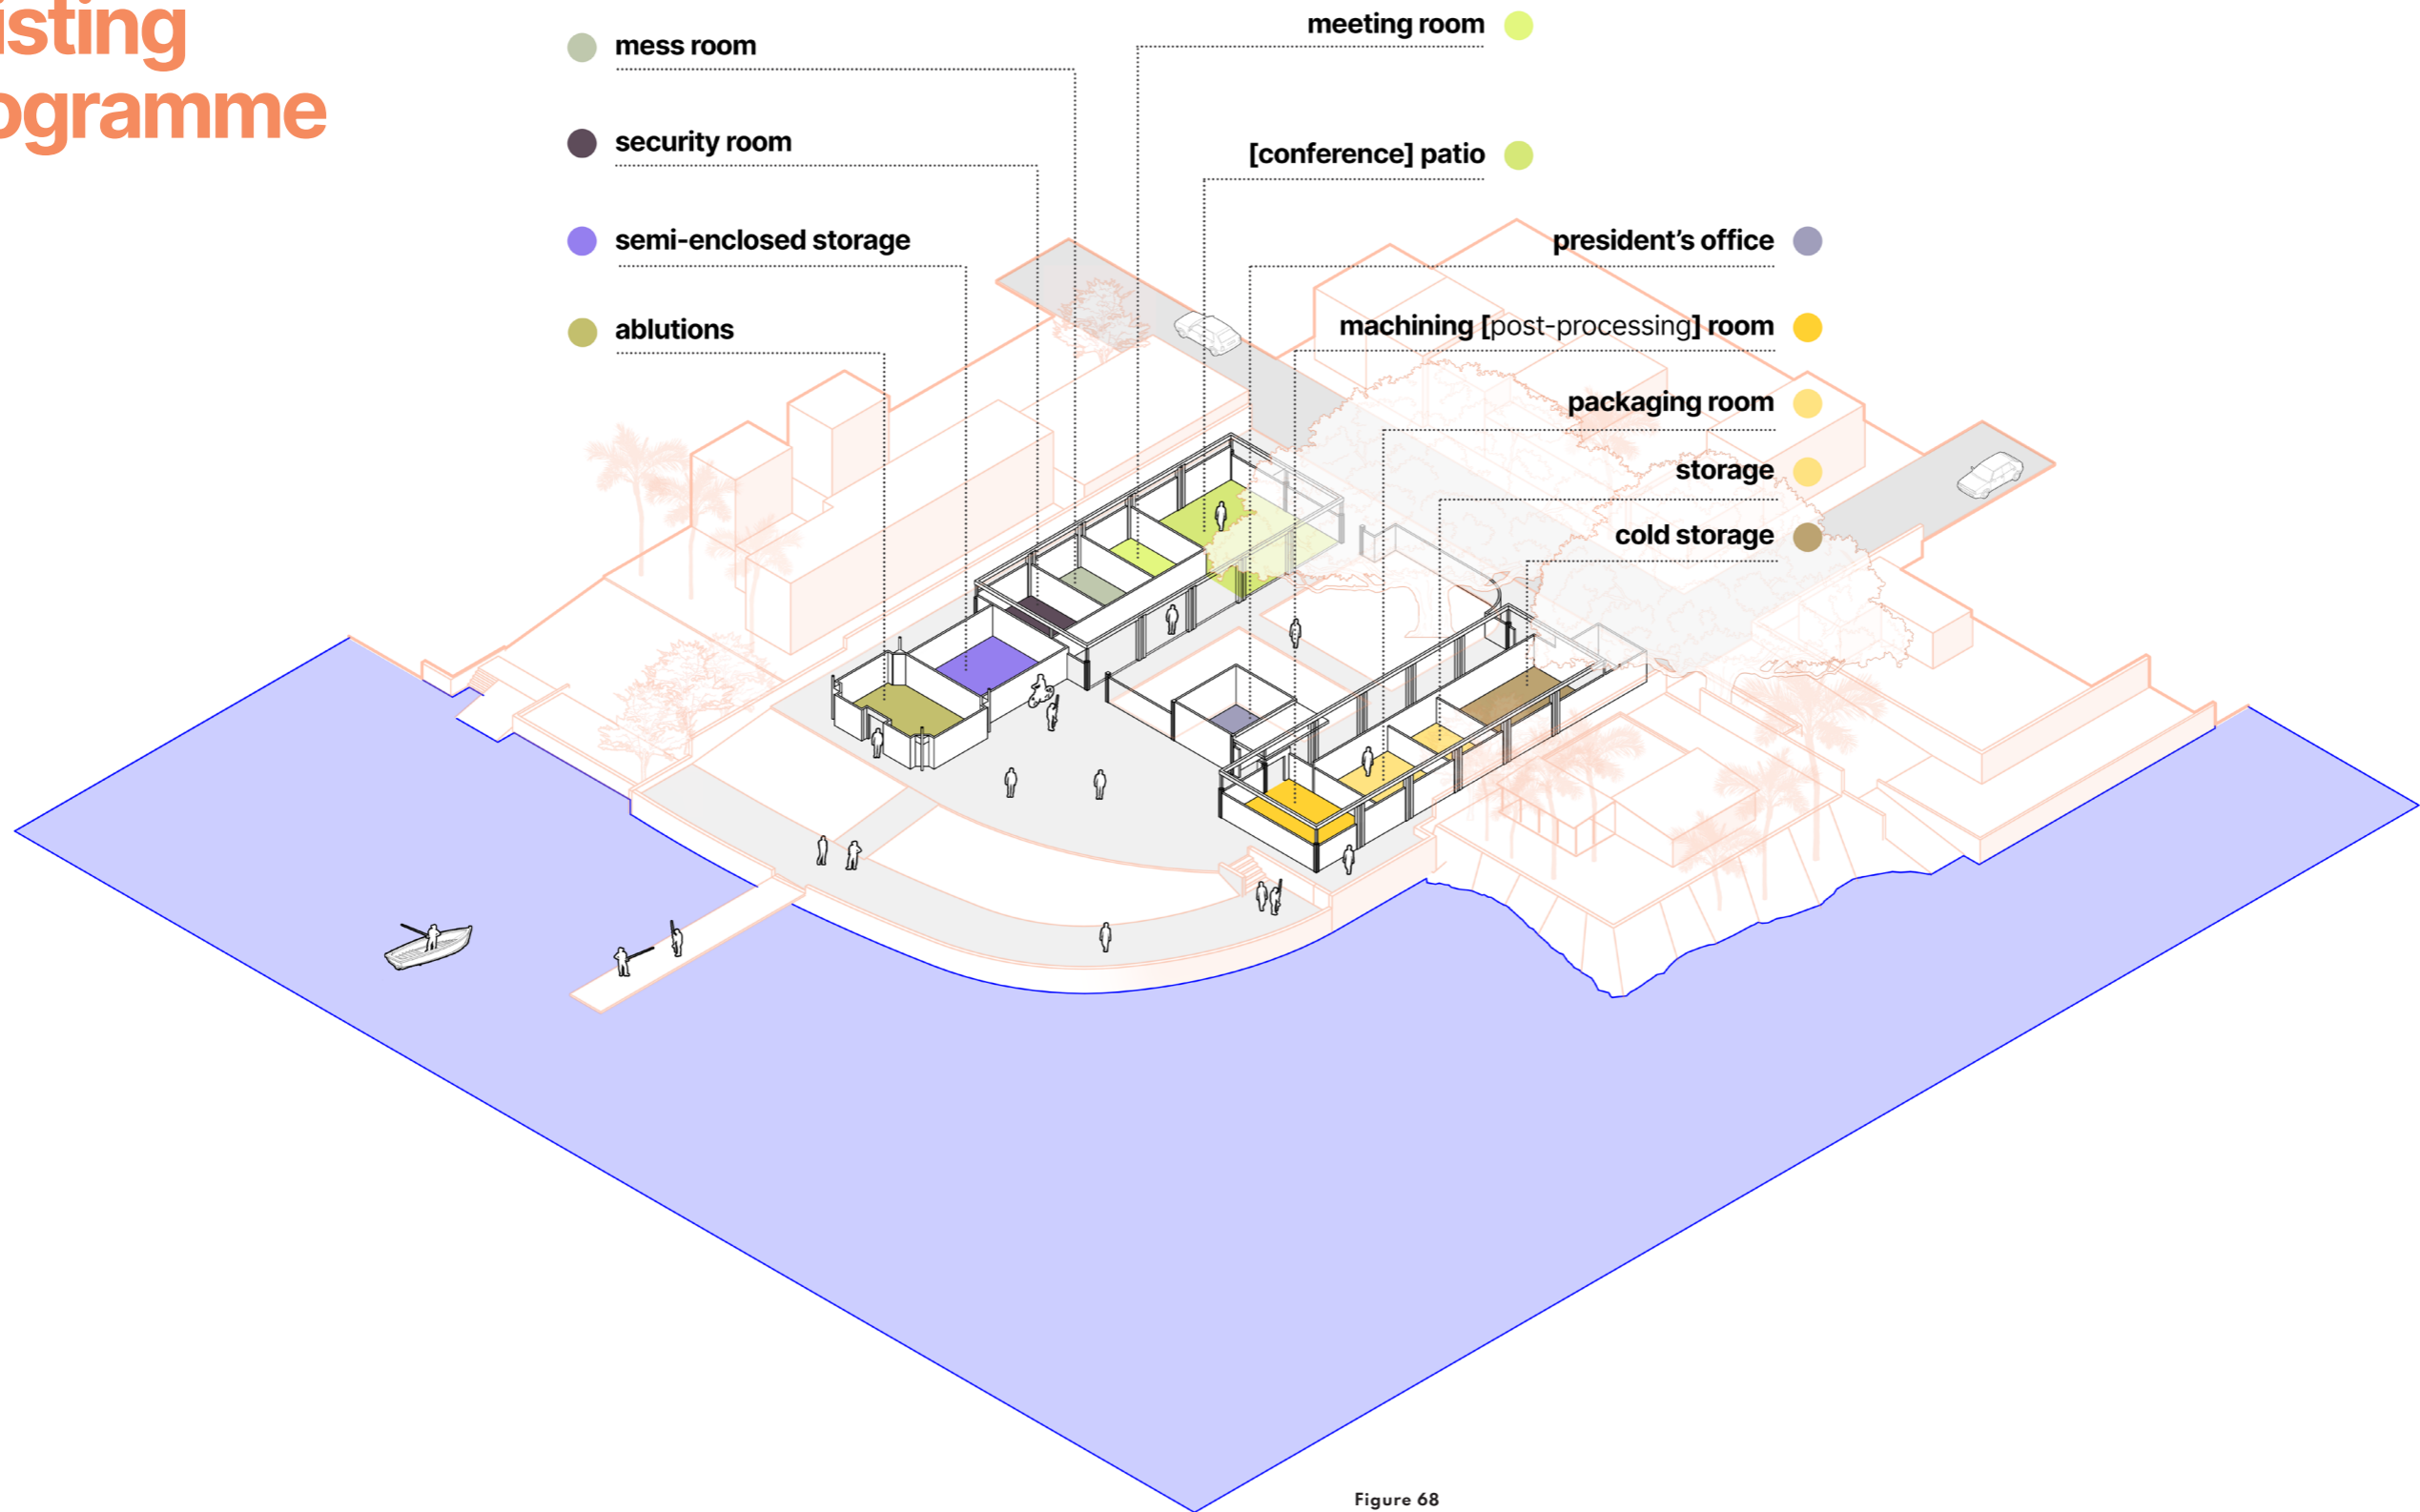 isting
ogramme
mess room
security room
semi-enclosed storage
ablutions
meeting room
[conference] patio
president’s office
machining [post-processing] room
packaging room
storage
cold storage
Figure 68